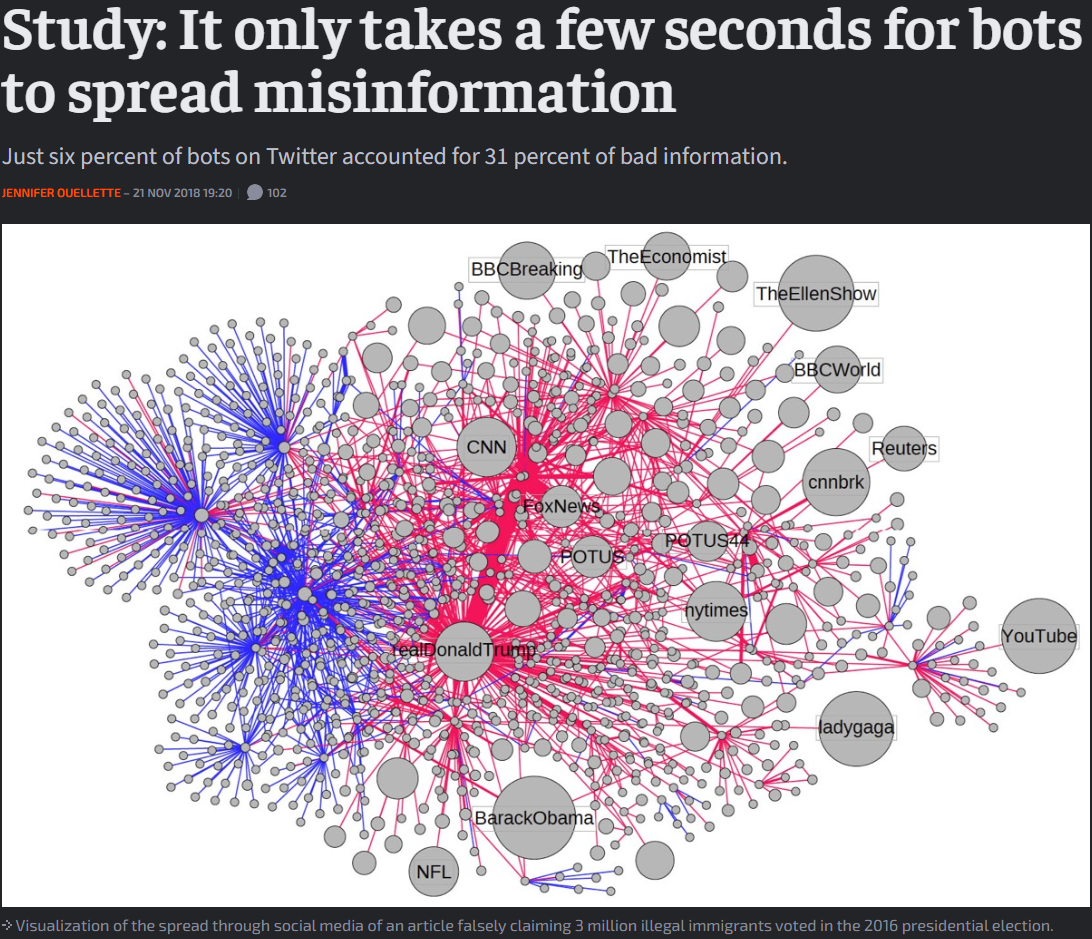 Study: It only takes a few seconds for bots
to spread misinformation
Just six percent of bots on Twitter accounted for 31 percent of bad information.
JENNIFER OUELLETTE – 21 NOV 2018 19:20 102
BBCBreaking
TheEconomist
TheEllenShow
BBCWorld
CNN
Reuters
cnnbrk
FoxNews
POTUS44
POTUS
nytimes
YouTube
realDonaldTrump
ladygaga
BarackObama
NFL
Visualization of the spread through social media of an article falsely claiming 3 million illegal immigrants voted in the 2016 presidential election.